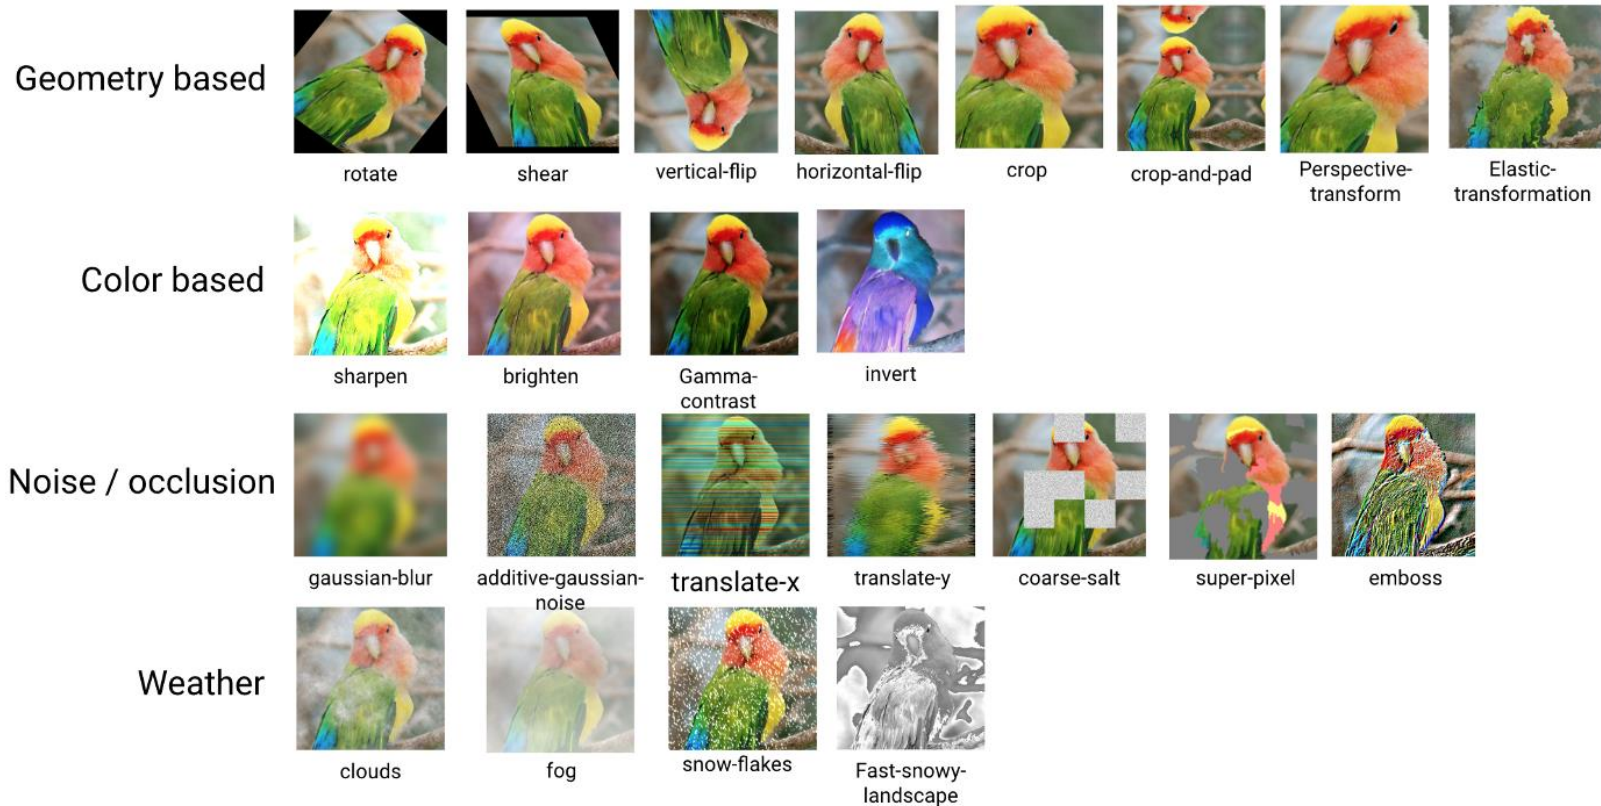 Geometry based
rotate
shear
vertical-flip
horizontal-flip
crop
crop-and-pad
Perspective-
transform
Elastic-
transformation
Color based
sharpen
brighten
Gamma-
contrast
invert
Noise / occlusion
gaussian-blur
additive-gaussian-
noise
translate-x
translate-y
coarse-salt
super-pixel
emboss
Weather
clouds
fog
snow-flakes
Fast-snowy-
landscape